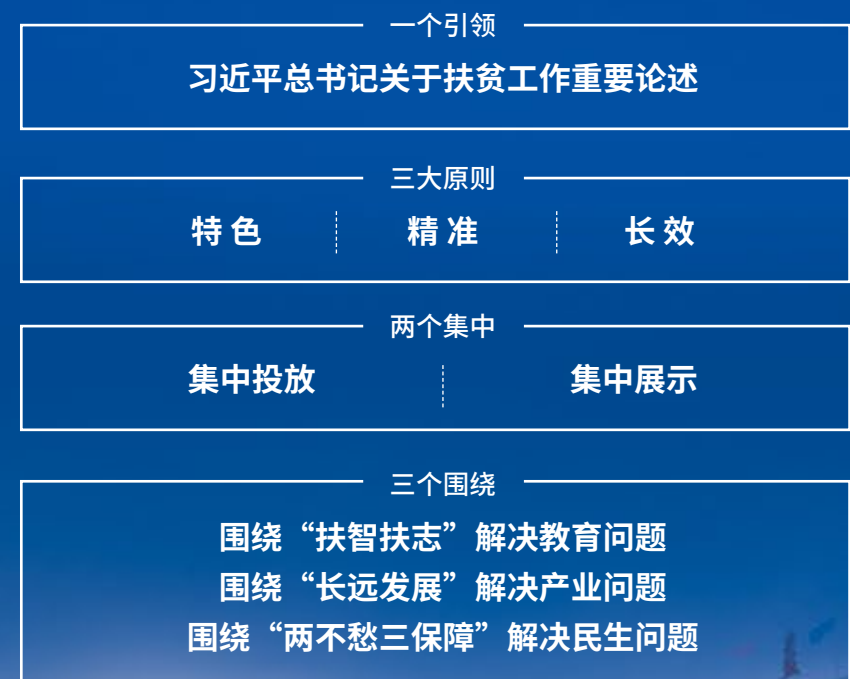 一个引领
习近平总书记关于扶贫工作重要论述
三大原则
特色 精准 长效
两个集中
集中投放 集中展示
三个围绕
围绕“扶智扶志”解决教育问题
围绕“长远发展”解决产业问题
围绕“两不愁三保障”解决民生问题